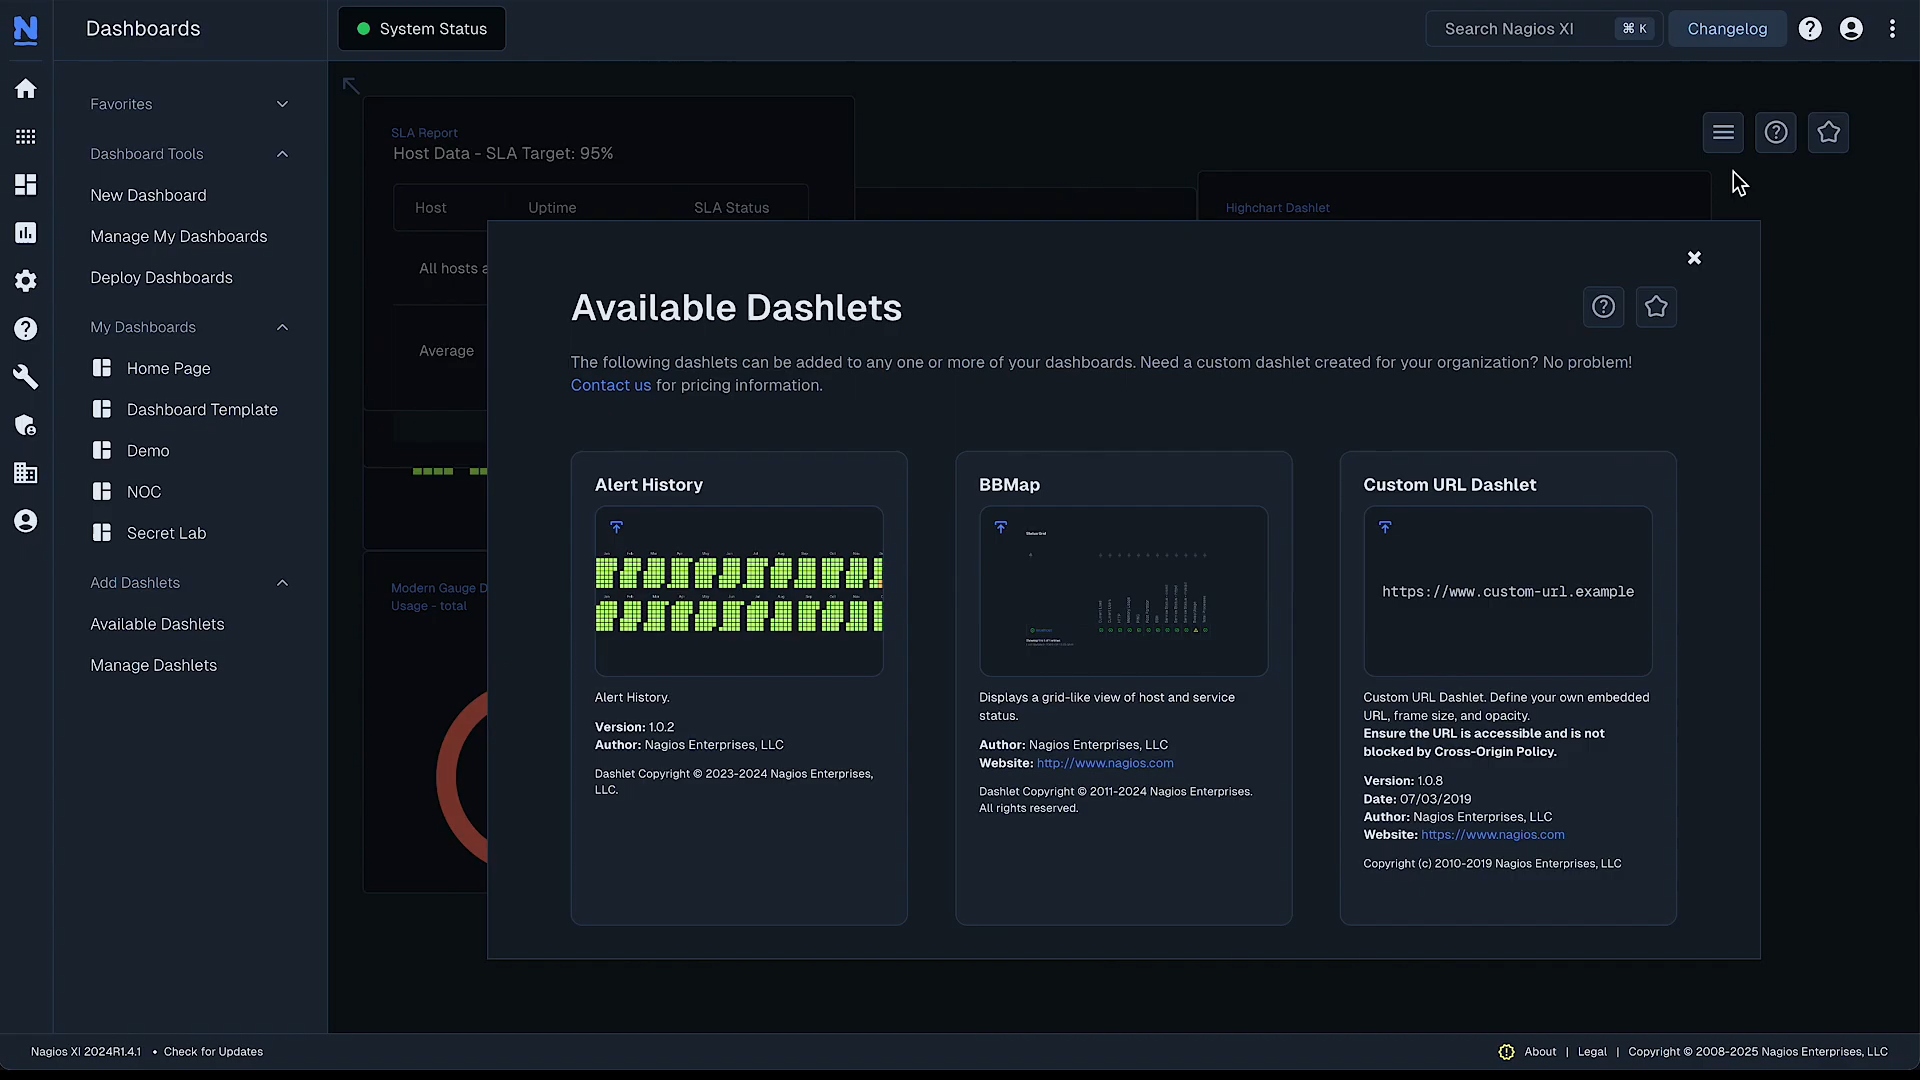 Dashboards
System Status
Search Nagios XI
⌘ K
Changelog
Favorites
Dashboard Tools
New Dashboard
Manage My Dashboards
Deploy Dashboards
My Dashboards
Home Page
Dashboard Template
Demo
NOC
Secret Lab
Add Dashlets
Available Dashlets
Manage Dashlets
SLA Report
Host Data - SLA Target: 95%
Host Uptime SLA Status
All hosts a
Average
Highchart Dashlet
Modern Gauge D
Usage - total
Available Dashlets
The following dashlets can be added to any one or more of your dashboards. Need a custom dashlet created for your organization? No problem!
Contact us for pricing information.
Alert History
Alert History.
Version: 1.0.2
Author: Nagios Enterprises, LLC
Dashlet Copyright © 2023-2024 Nagios Enterprises,
LLC.
BBMap
Displays a grid-like view of host and service
status.
Author: Nagios Enterprises, LLC
Website: http://www.nagios.com
Dashlet Copyright © 2011-2024 Nagios Enterprises.
All rights reserved.
Custom URL Dashlet
https://www.custom-url.example
Custom URL Dashlet. Define your own embedded
URL, frame size, and opacity.
Ensure the URL is accessible and is not
blocked by Cross-Origin Policy.
Version: 1.0.8
Date: 07/03/2019
Author: Nagios Enterprises, LLC
Website: https://www.nagios.com
Copyright (c) 2010-2019 Nagios Enterprises, LLC
Nagios XI 2024R1.4.1 • Check for Updates
About | Legal | Copyright © 2008-2025 Nagios Enterprises, LLC